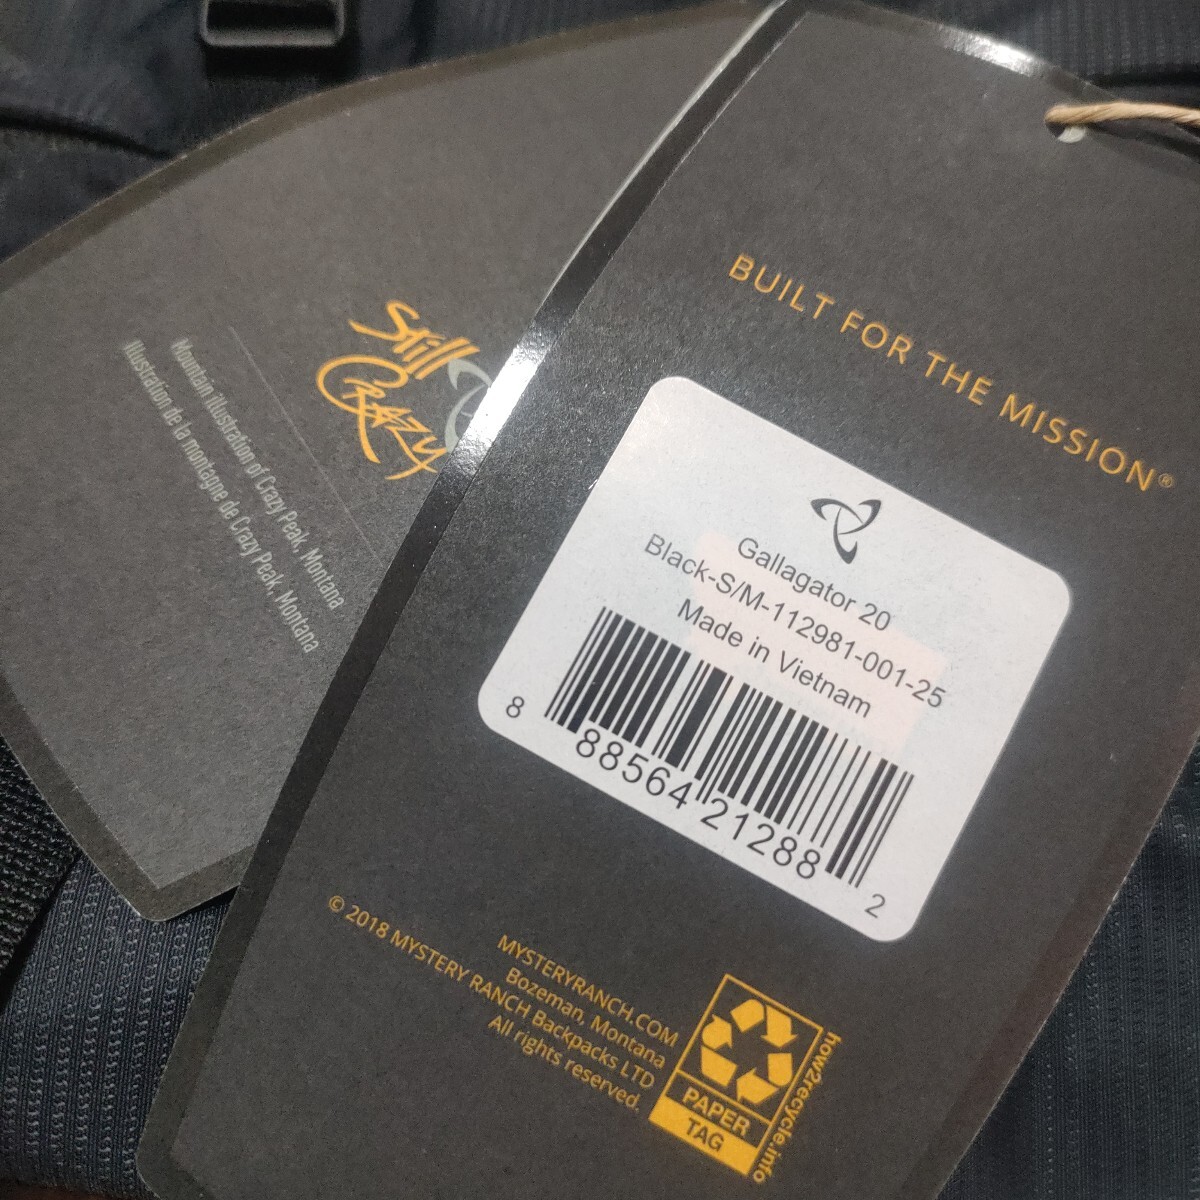 Still
CRAZY
Mountain illustration of Crazy Peak, Montana
Illustration de la montagne de Crazy Peak, Montana
BUILT FOR THE MISSION®
Gallagator 20
Black-S/M-112981-001-25
Made in Vietnam
8 88564 21288 2
MYSTERYRANCH.COM
Bozeman, Montana
© 2018 MYSTERY RANCH Backpacks LTD
All rights reserved.
PAPER
TAG
how2recycle.info